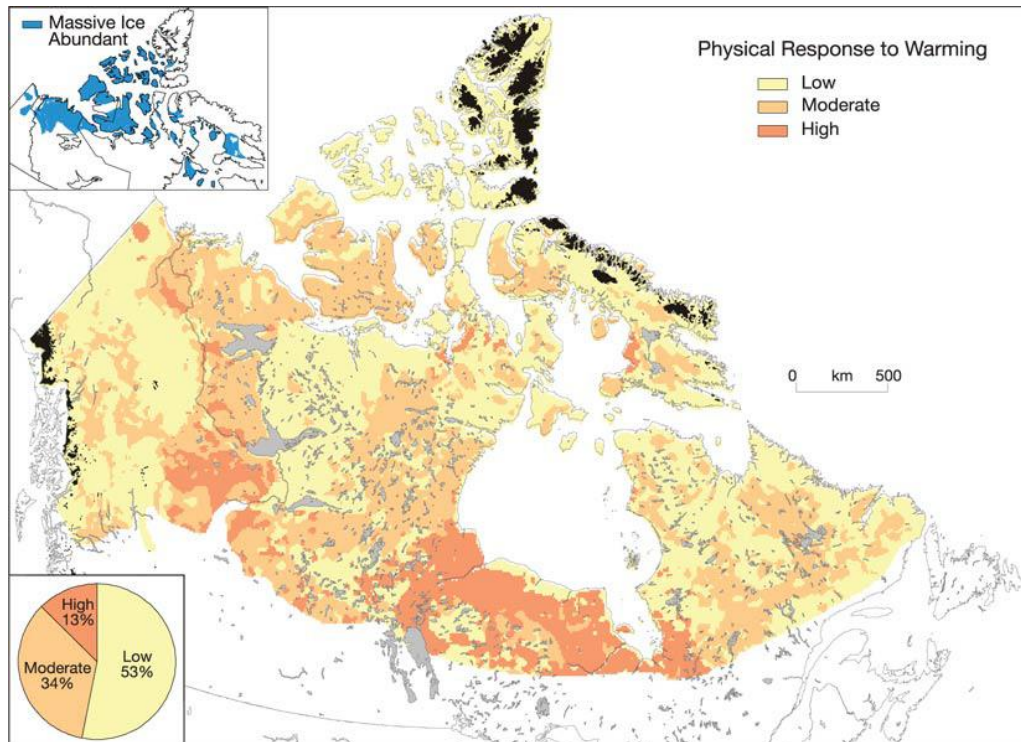 Massive Ice
Abundant
Physical Response to Warming
Low
Moderate
High
0 km 500
High
13%
Low
53%
Moderate
34%